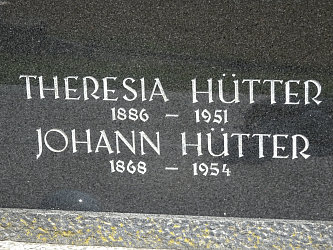 THERESIA HÜTTER
1886 – 1951
JOHANN HÜTTER
1868 – 1954